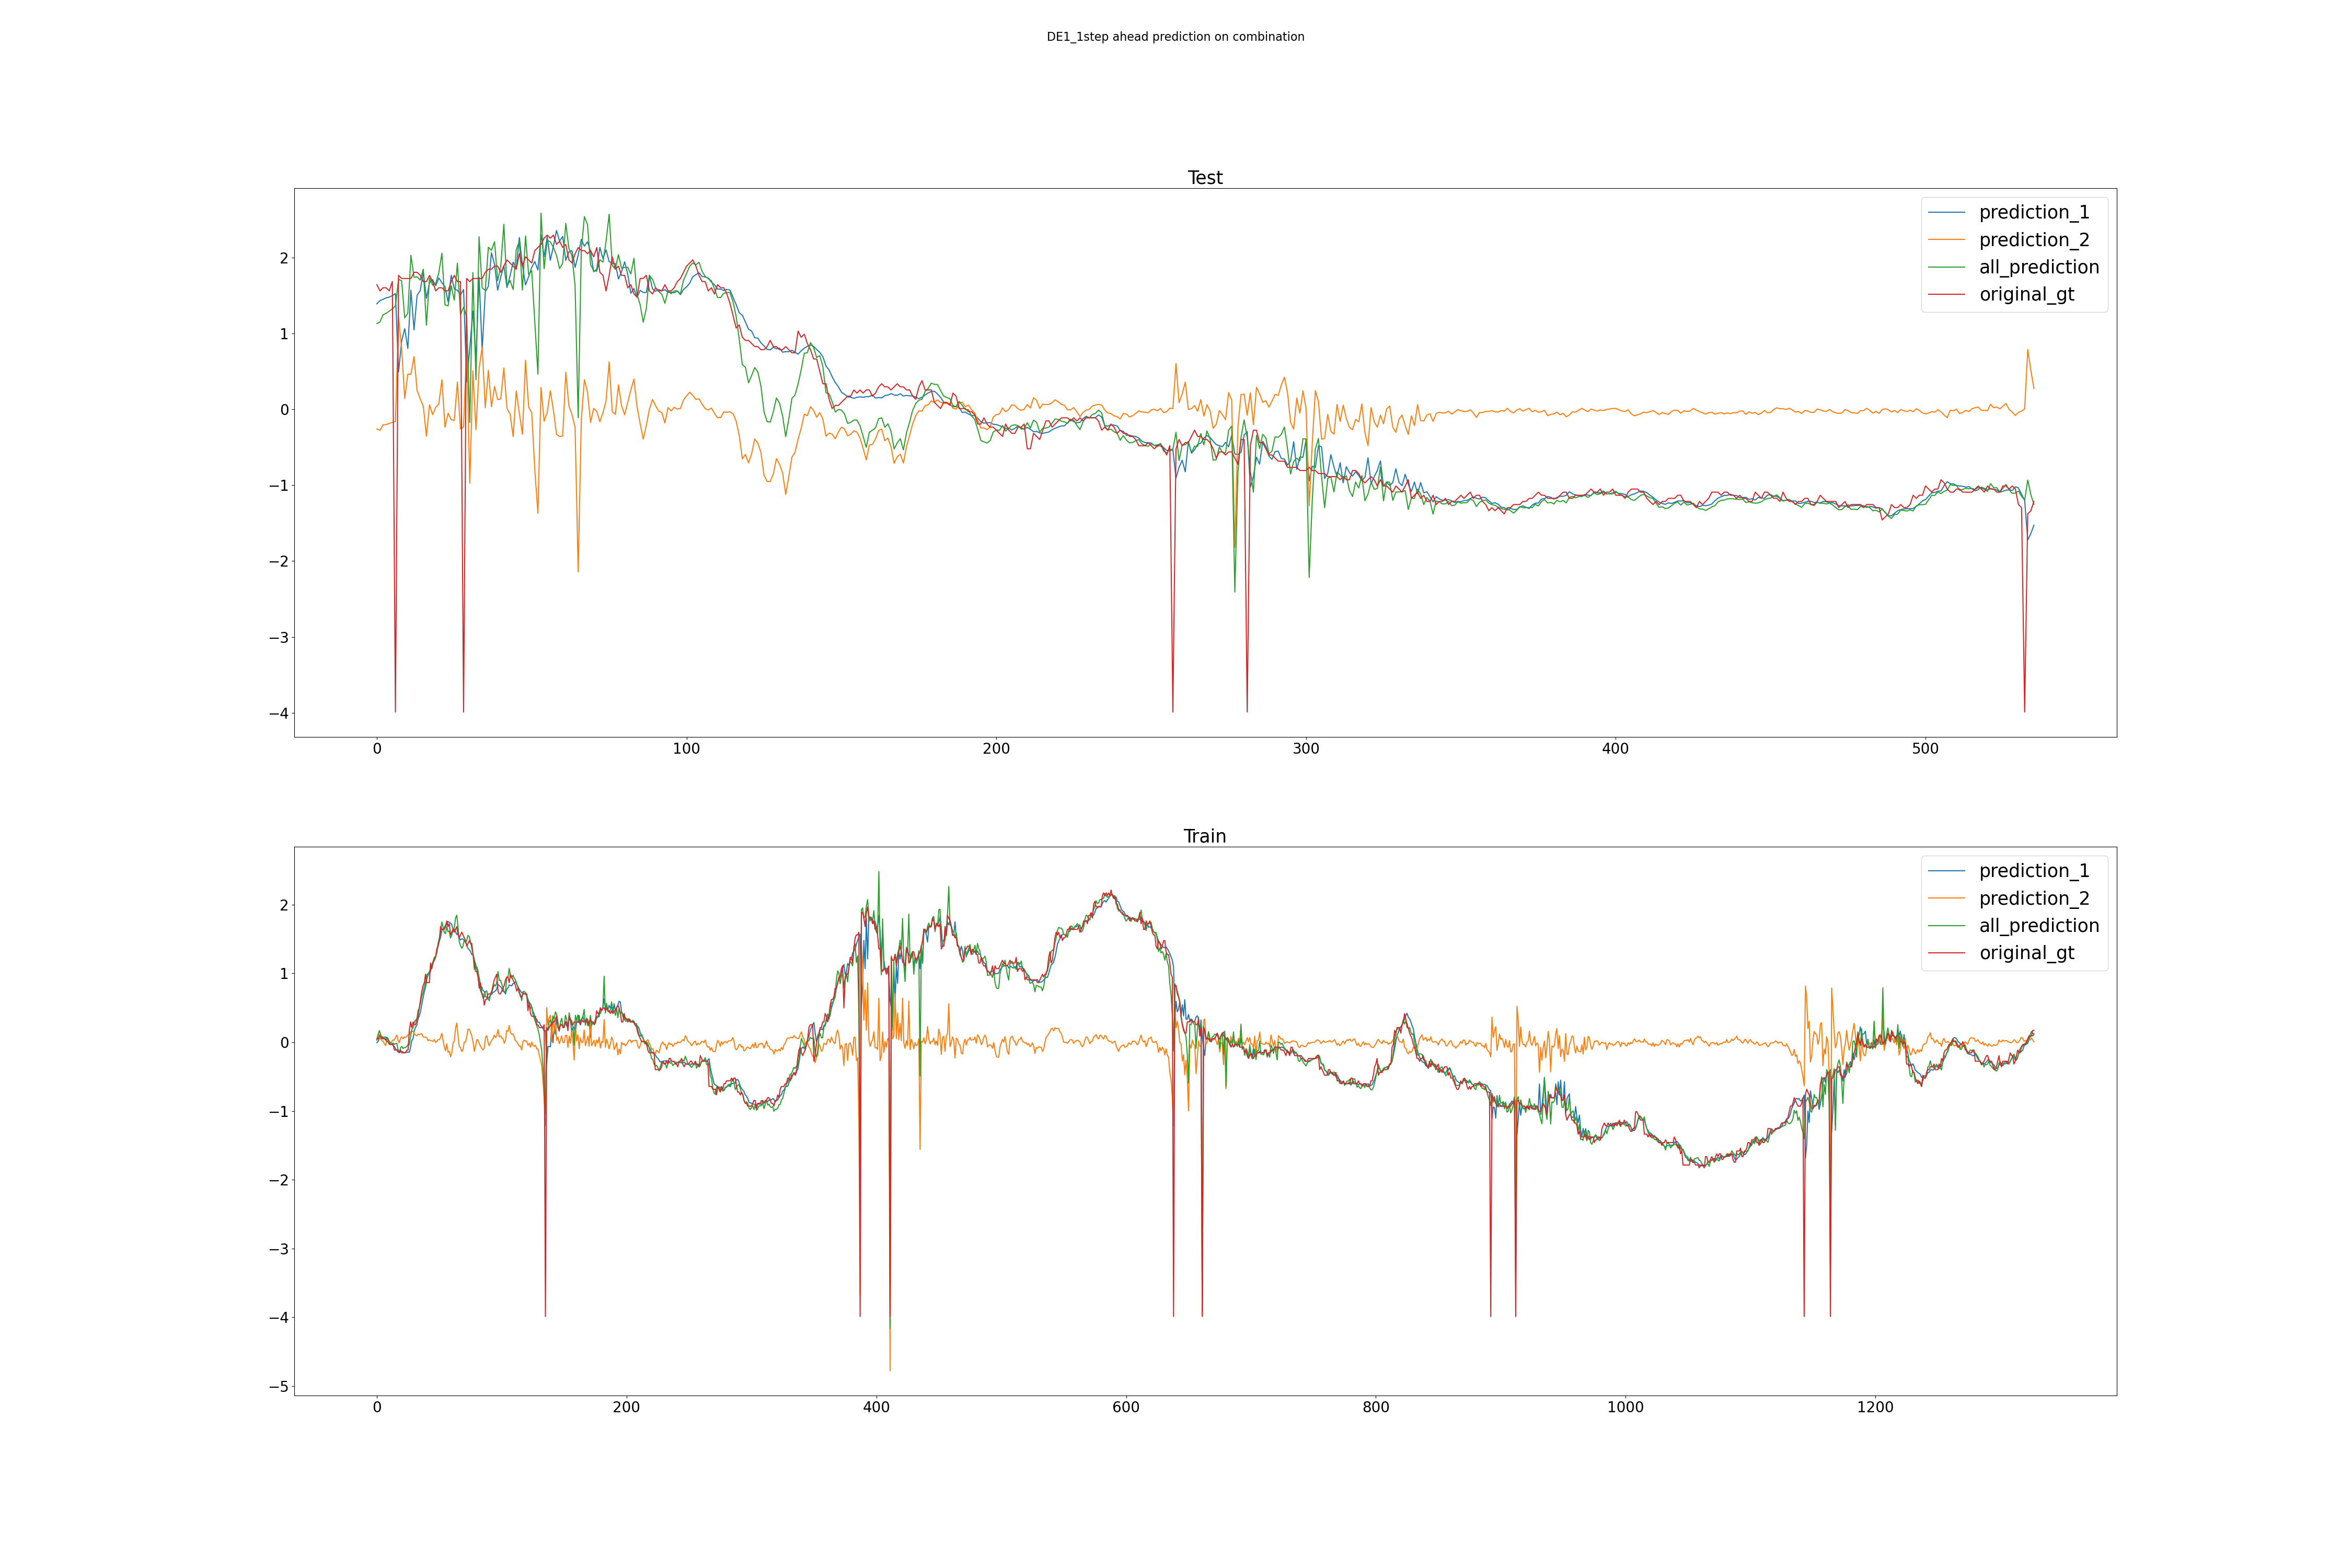 DE1_1step ahead prediction on combination
Test
prediction_1
prediction_2
all_prediction
original_gt
2
1
0
−1
−2
−3
−4
0 100 200 300 400 500
Train
prediction_1
prediction_2
all_prediction
original_gt
2
1
0
−1
−2
−3
−4
−5
0 200 400 600 800 1000 1200